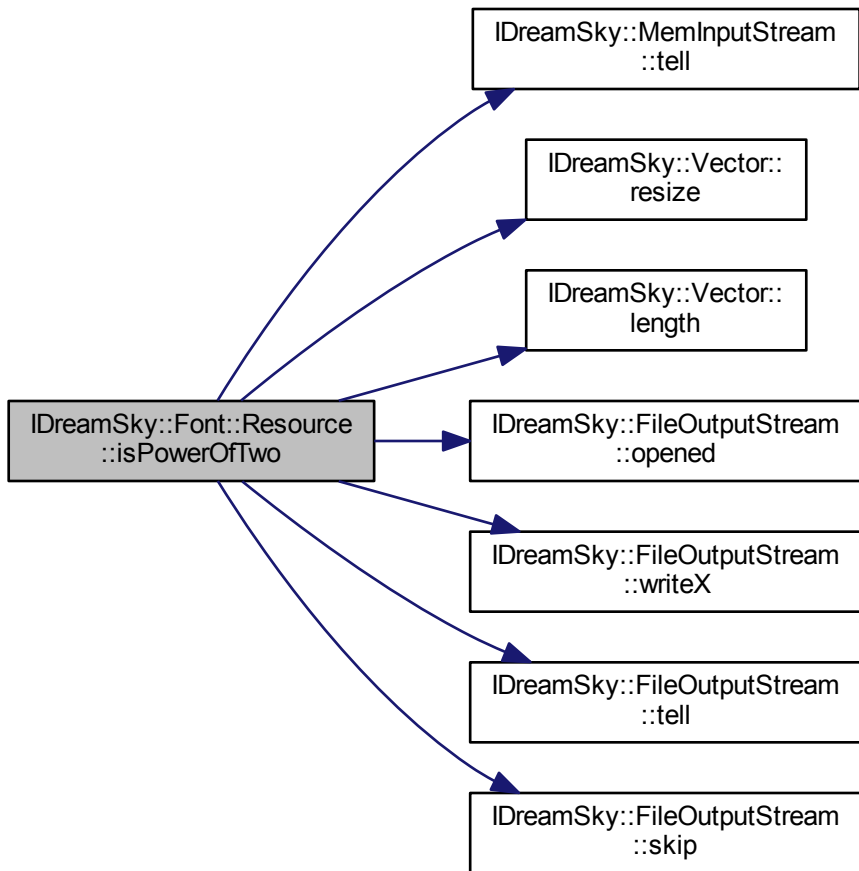 IDreamSky::MemInputStream
::tell
IDreamSky::Vector::
resize
IDreamSky::Vector::
length
IDreamSky::Font::Resource
::isPowerOfTwo
IDreamSky::FileOutputStream
::opened
IDreamSky::FileOutputStream
::writeX
IDreamSky::FileOutputStream
::tell
IDreamSky::FileOutputStream
::skip